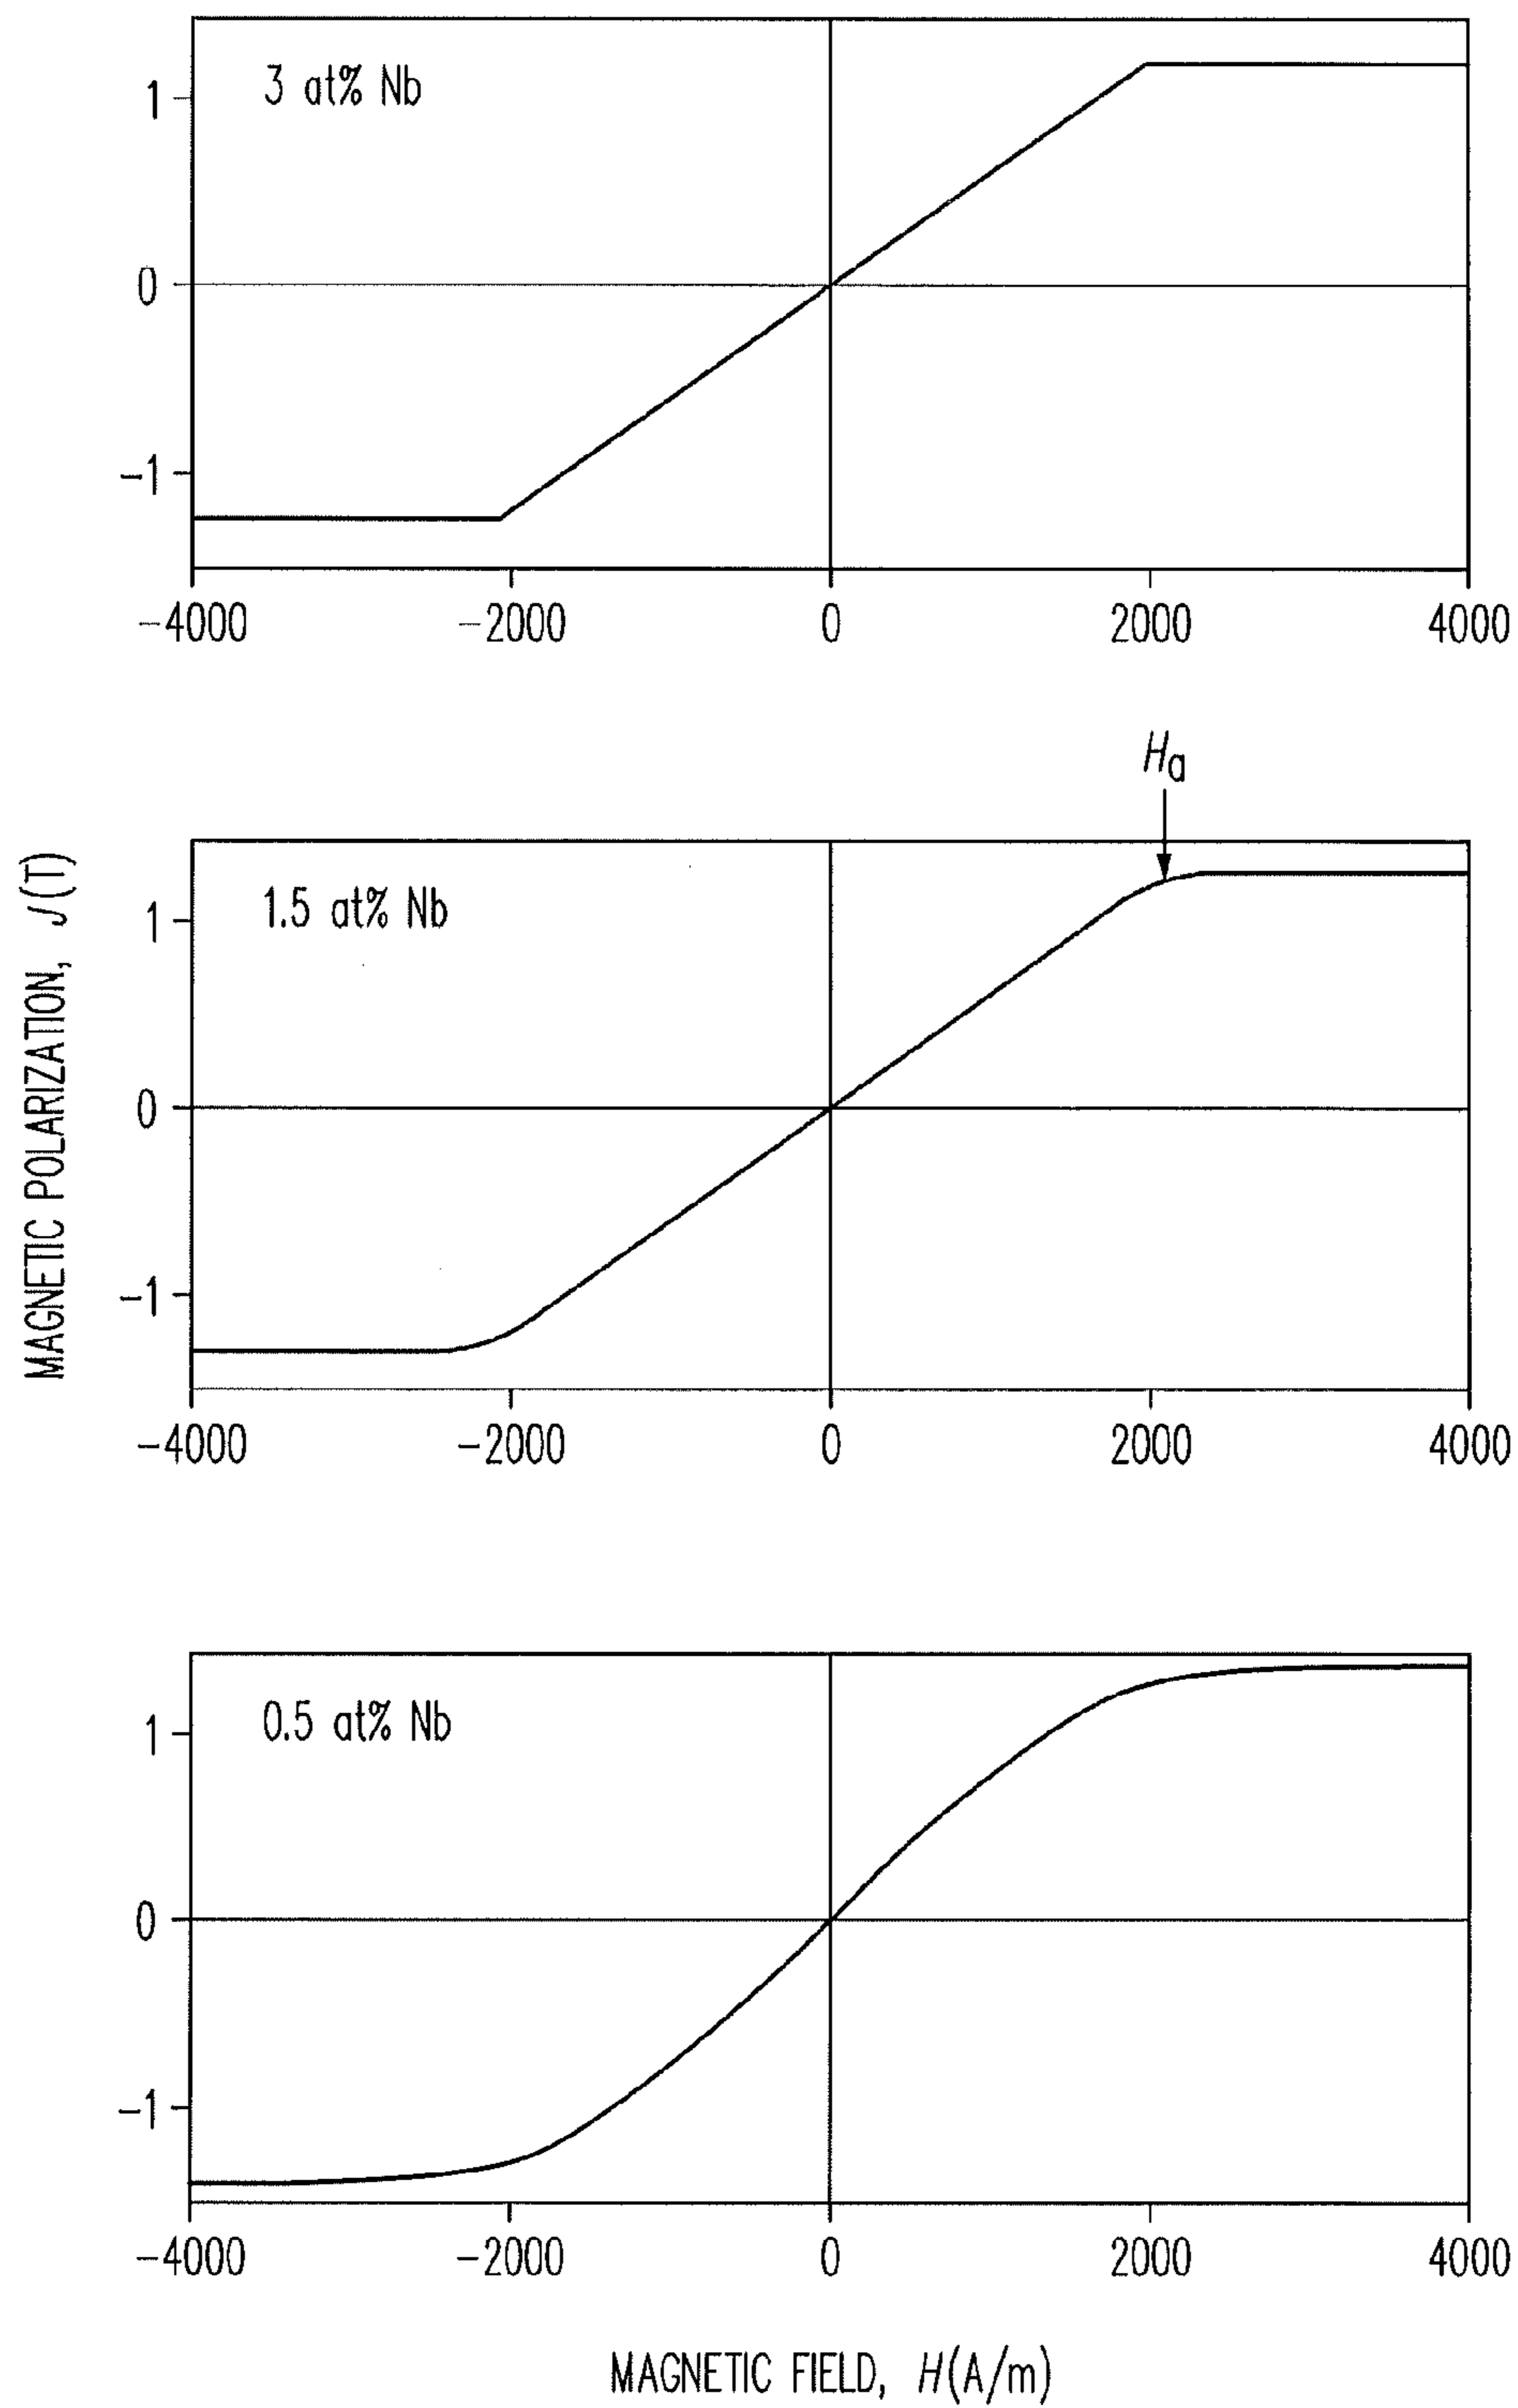 3 at% Nb
1
0
-1
-4000 -2000 0 2000 4000
Ha
MAGNETIC POLARIZATION, J(T)
1.5 at% Nb
1
0
-1
-4000 -2000 0 2000 4000
0.5 at% Nb
1
0
-1
-4000 -2000 0 2000 4000
MAGNETIC FIELD, H(A/m)